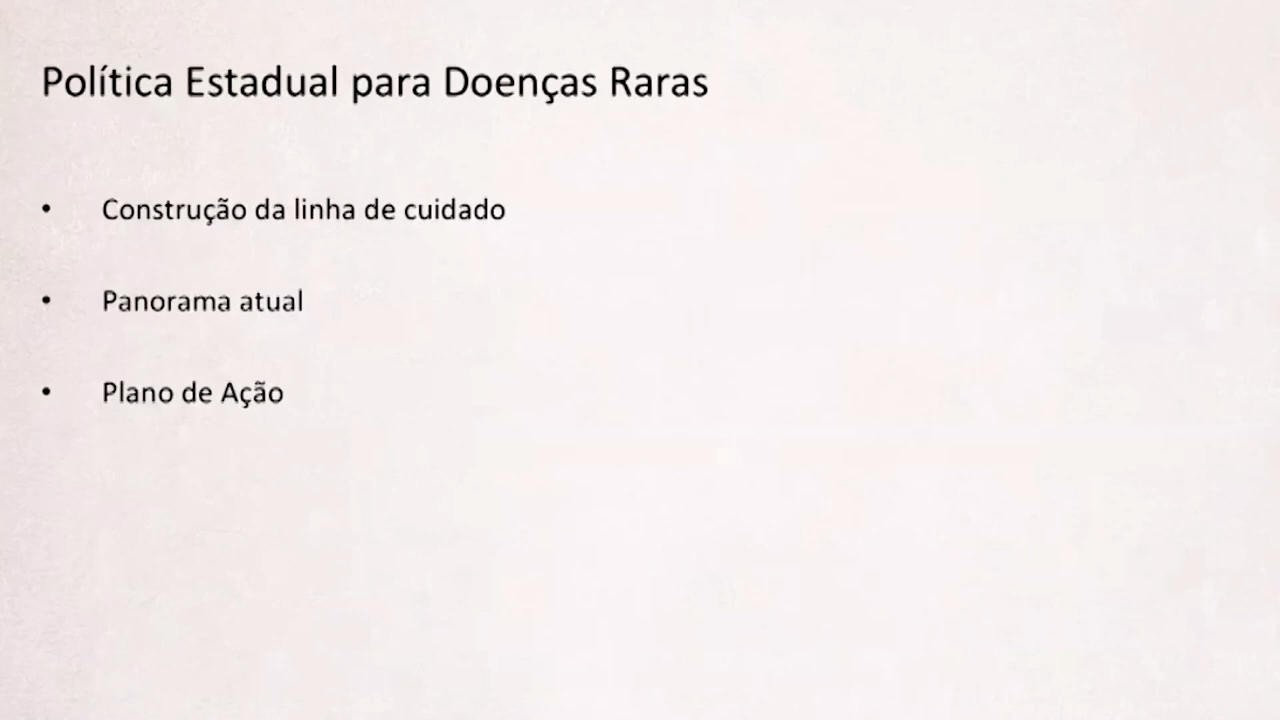 Política Estadual para Doenças Raras
• Construção da linha de cuidado
• Panorama atual
• Plano de Ação